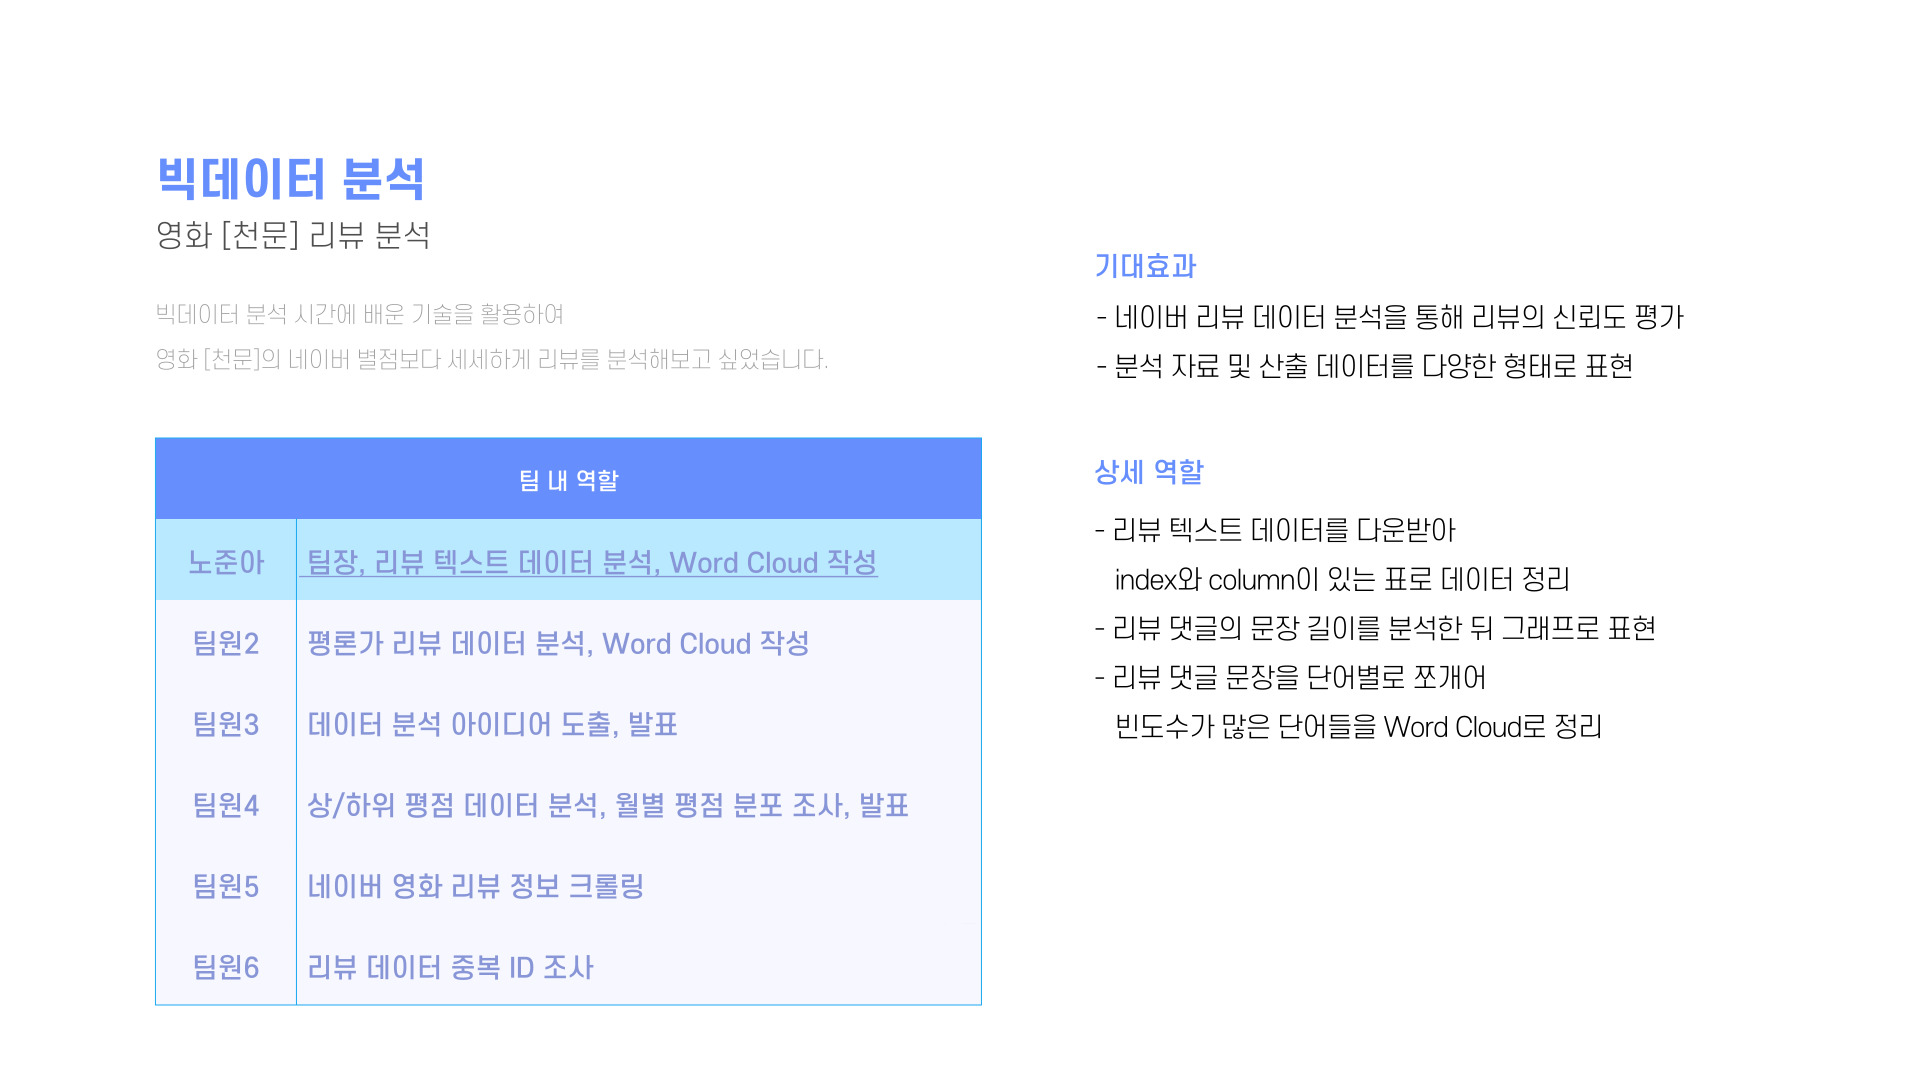 빅데이터 분석
영화 [천문] 리뷰 분석
빅데이터 분석 시간에 배운 기술을 활용하여
영화 [천문]의 네이버 별점보다 세세하게 리뷰를 분석해보고 싶었습니다.
팀 내 역할
노준아 팀장, 리뷰 텍스트 데이터 분석, Word Cloud 작성
팀원2 평론가 리뷰 데이터 분석, Word Cloud 작성
팀원3 데이터 분석 아이디어 도출, 발표
팀원4 상/하위 평점 데이터 분석, 월별 평점 분포 조사, 발표
팀원5 네이버 영화 리뷰 정보 크롤링
팀원6 리뷰 데이터 중복 ID 조사
기대효과
- 네이버 리뷰 데이터 분석을 통해 리뷰의 신뢰도 평가
- 분석 자료 및 산출 데이터를 다양한 형태로 표현
상세 역할
- 리뷰 텍스트 데이터를 다운받아
index와 column이 있는 표로 데이터 정리
- 리뷰 댓글의 문장 길이를 분석한 뒤 그래프로 표현
- 리뷰 댓글 문장을 단어별로 쪼개어
빈도수가 많은 단어들을 Word Cloud로 정리